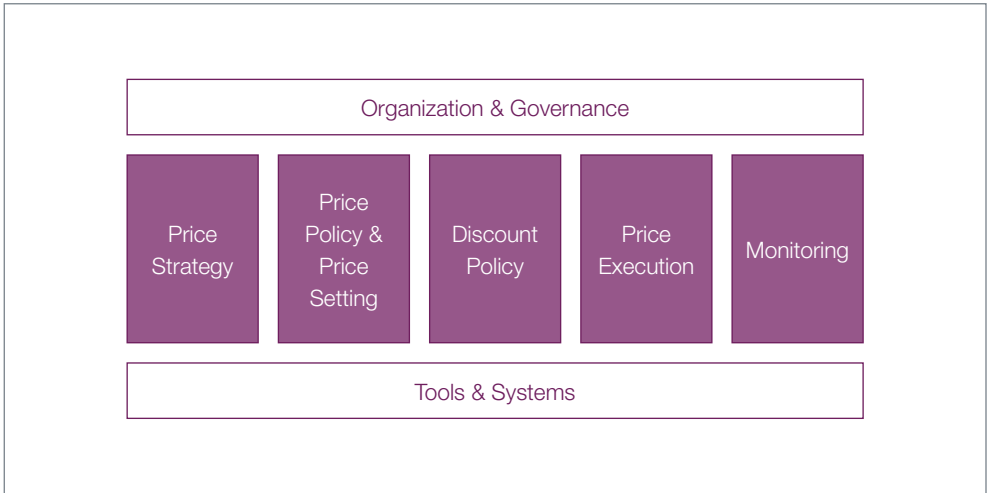 Organization & Governance
Price
Strategy
Price
Policy &
Price
Setting
Discount
Policy
Price
Execution
Monitoring
Tools & Systems